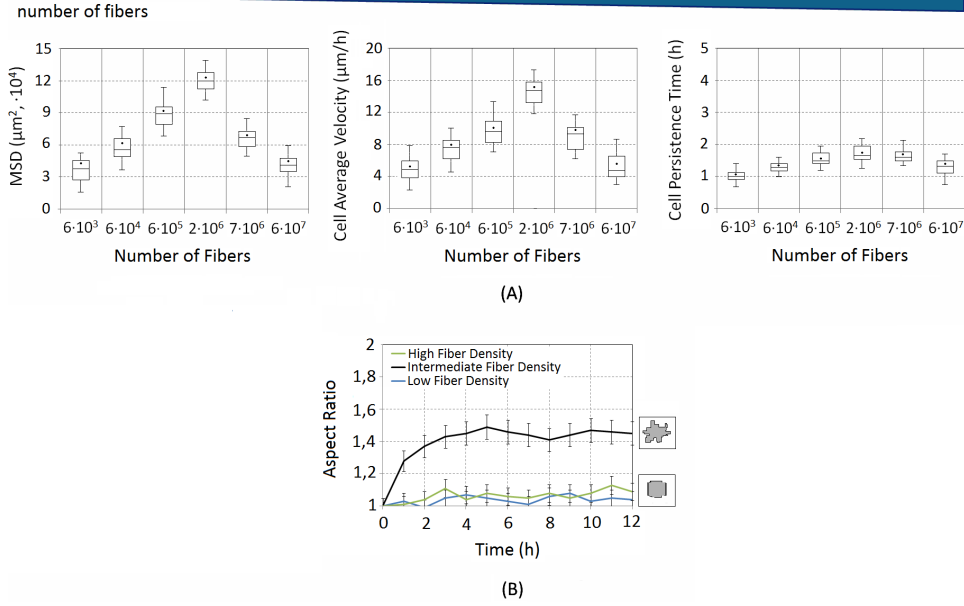 number of fibers
MSD (µm², ·10⁴)
15
12
9
6
3
0
6·10³ 6·10⁴ 6·10⁵ 2·10⁶ 7·10⁶ 6·10⁷
Number of Fibers
Cell Average Velocity (µm/h)
20
16
12
8
4
0
6·10³ 6·10⁴ 6·10⁵ 2·10⁶ 7·10⁶ 6·10⁷
Number of Fibers
Cell Persistence Time (h)
5
4
3
2
1
0
6·10³ 6·10⁴ 6·10⁵ 2·10⁶ 7·10⁶ 6·10⁷
Number of Fibers
(A)
Aspect Ratio
2
1,8
1,6
1,4
1,2
1
High Fiber Density
Intermediate Fiber Density
Low Fiber Density
0 2 4 6 8 10 12
Time (h)
(B)